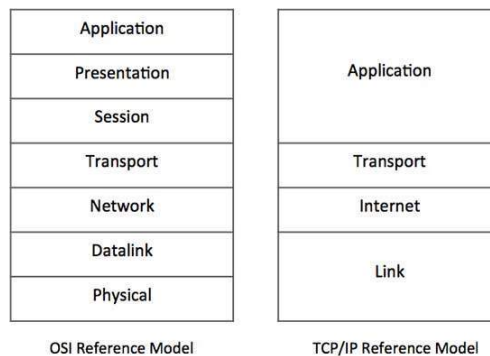 Application
Presentation
Session
Transport
Network
Datalink
Physical
OSI Reference Model
Application
Transport
Internet
Link
TCP/IP Reference Model